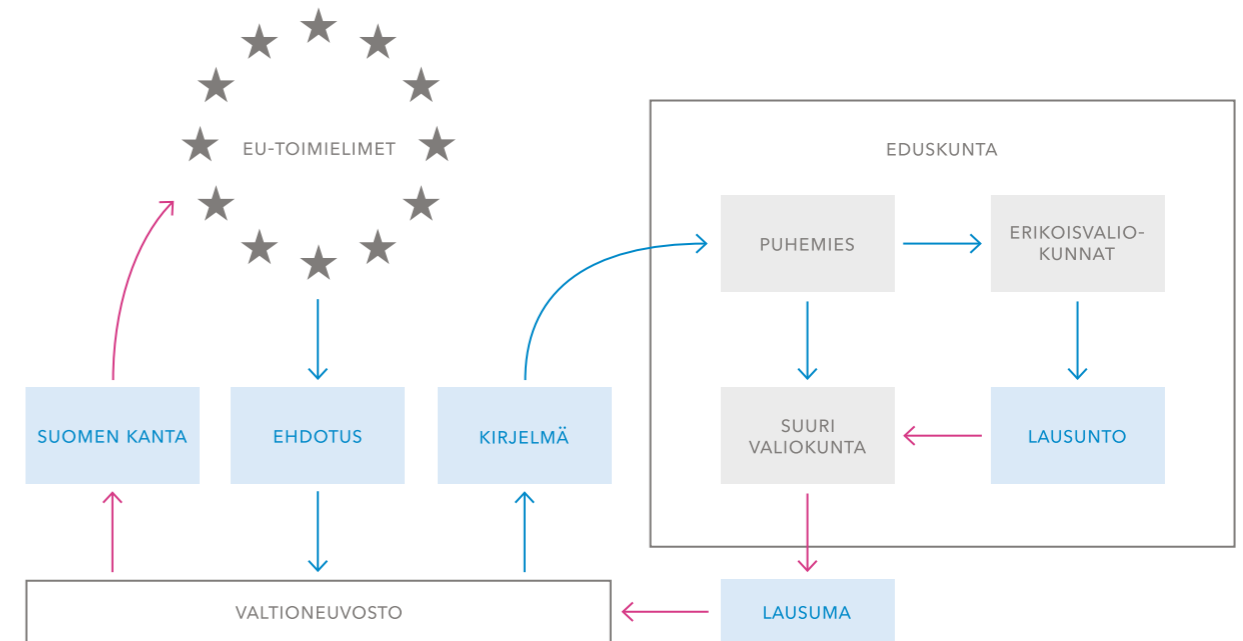 EU-TOIMIELIMET
EDUSKUNTA
PUHEMIES
ERIKOISVALIO-
KUNNAT
SUOMEN KANTA
EHDOTUS
KIRJELMÄ
SUURI
VALIOKUNTA
LAUSUNTO
VALTIONEUVOSTO
LAUSUMA